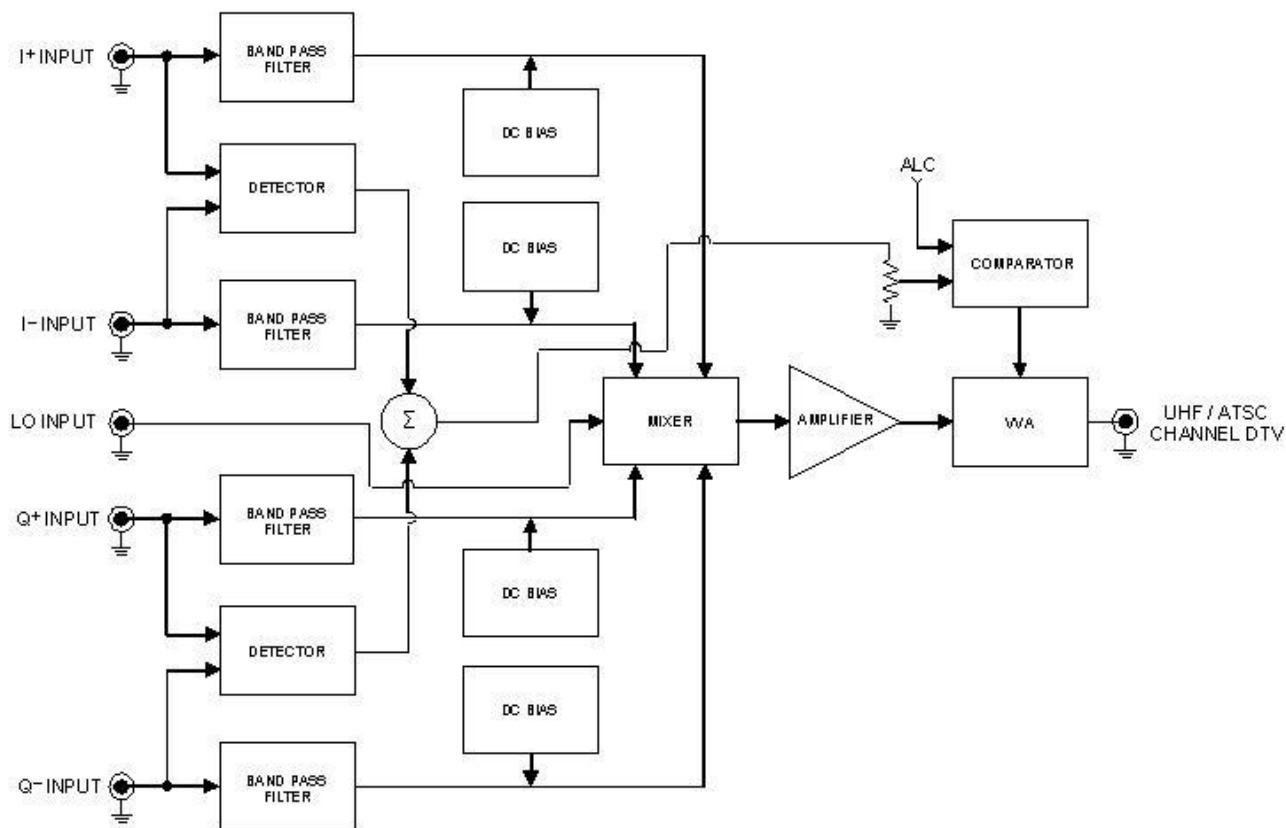 I+ INPUT
BAND PASS
FILTER
DC BIAS
DETECTOR
ALC
DC BIAS
COMPARATOR
I- INPUT
BAND PASS
FILTER
LO INPUT
Σ
MIXER
AMPLIFIER
VVA
UHF / ATSC
CHANNEL DTV
Q+ INPUT
BAND PASS
FILTER
DC BIAS
DETECTOR
DC BIAS
Q- INPUT
BAND PASS
FILTER